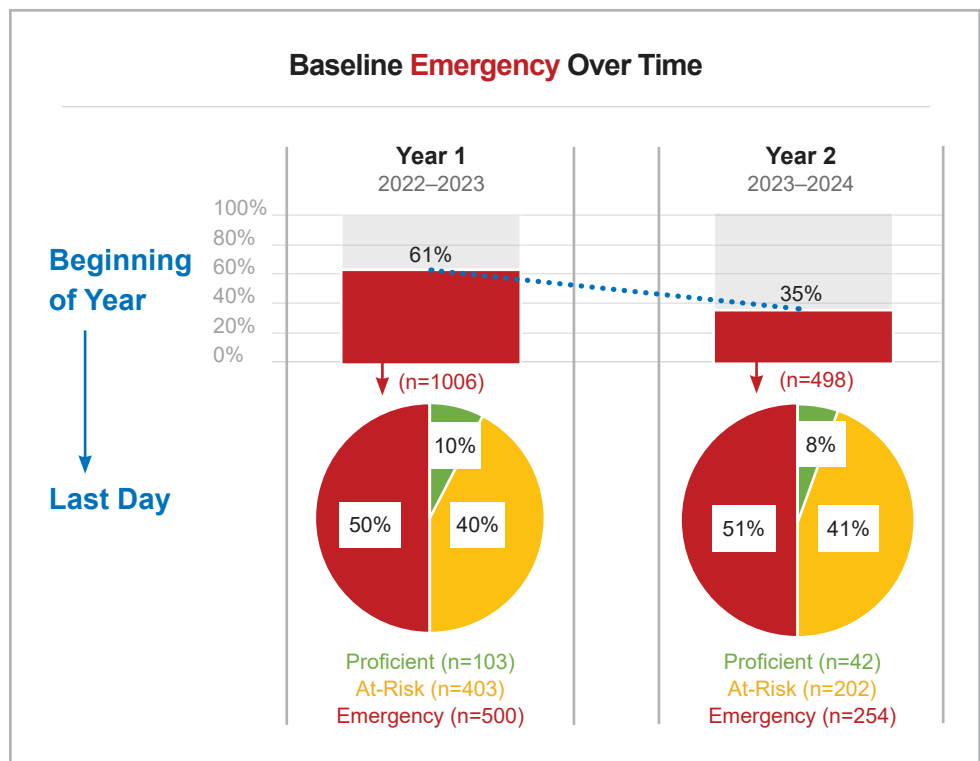 Baseline Emergency Over Time
Year 1
2022–2023
Year 2
2023–2024
Beginning
of Year
Last Day
100%
80%
60%
40%
20%
0%
61%
35%
(n=1006)
(n=498)
10%
50%
40%
8%
51%
41%
Proficient (n=103)
At-Risk (n=403)
Emergency (n=500)
Proficient (n=42)
At-Risk (n=202)
Emergency (n=254)